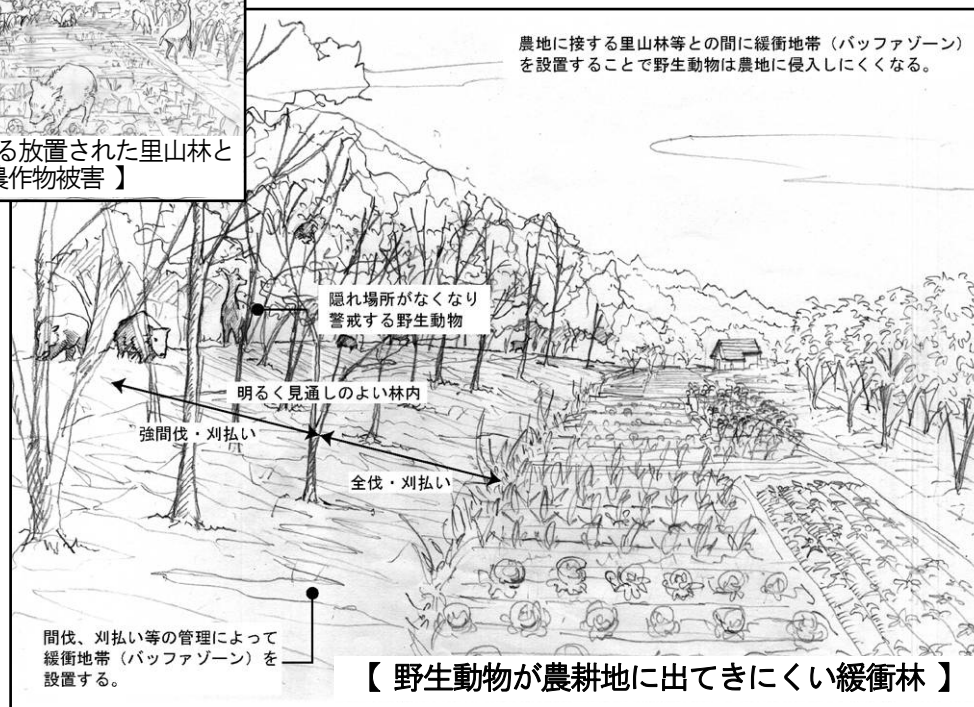 る放置された里山林と
農作物被害 】
農地に接する里山林等との間に緩衝地帯（バッファゾーン）
を設置することで野生動物は農地に侵入しにくくなる。
隠れ場所がなくなり
警戒する野生動物
明るく見通しのよい林内
強間伐・刈払い
全伐・刈払い
間伐、刈払い等の管理によって
緩衝地帯（バッファゾーン）を
設置する。
【 野生動物が農耕地に出てきにくい緩衝林 】